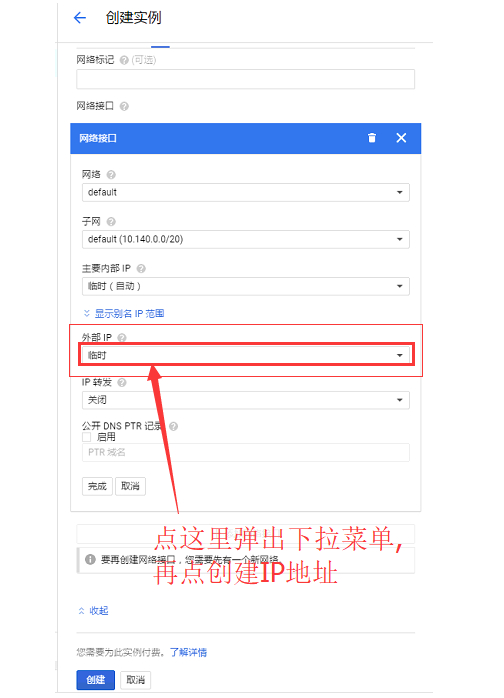 创建实例
网络标记 (可选)
网络接口
网络接口
网络
default
子网
default (10.140.0.0/20)
主要内部 IP
临时（自动）
显示别名 IP 范围
外部 IP
临时
IP 转发
关闭
公开 DNS PTR 记录
启用
PTR 域名
完成 取消
点这里弹出下拉菜单,
要再创建网络接口，您需要先有一个新网络
再点创建IP地址
收起
您需要为此实例付费。了解详情
创建 取消